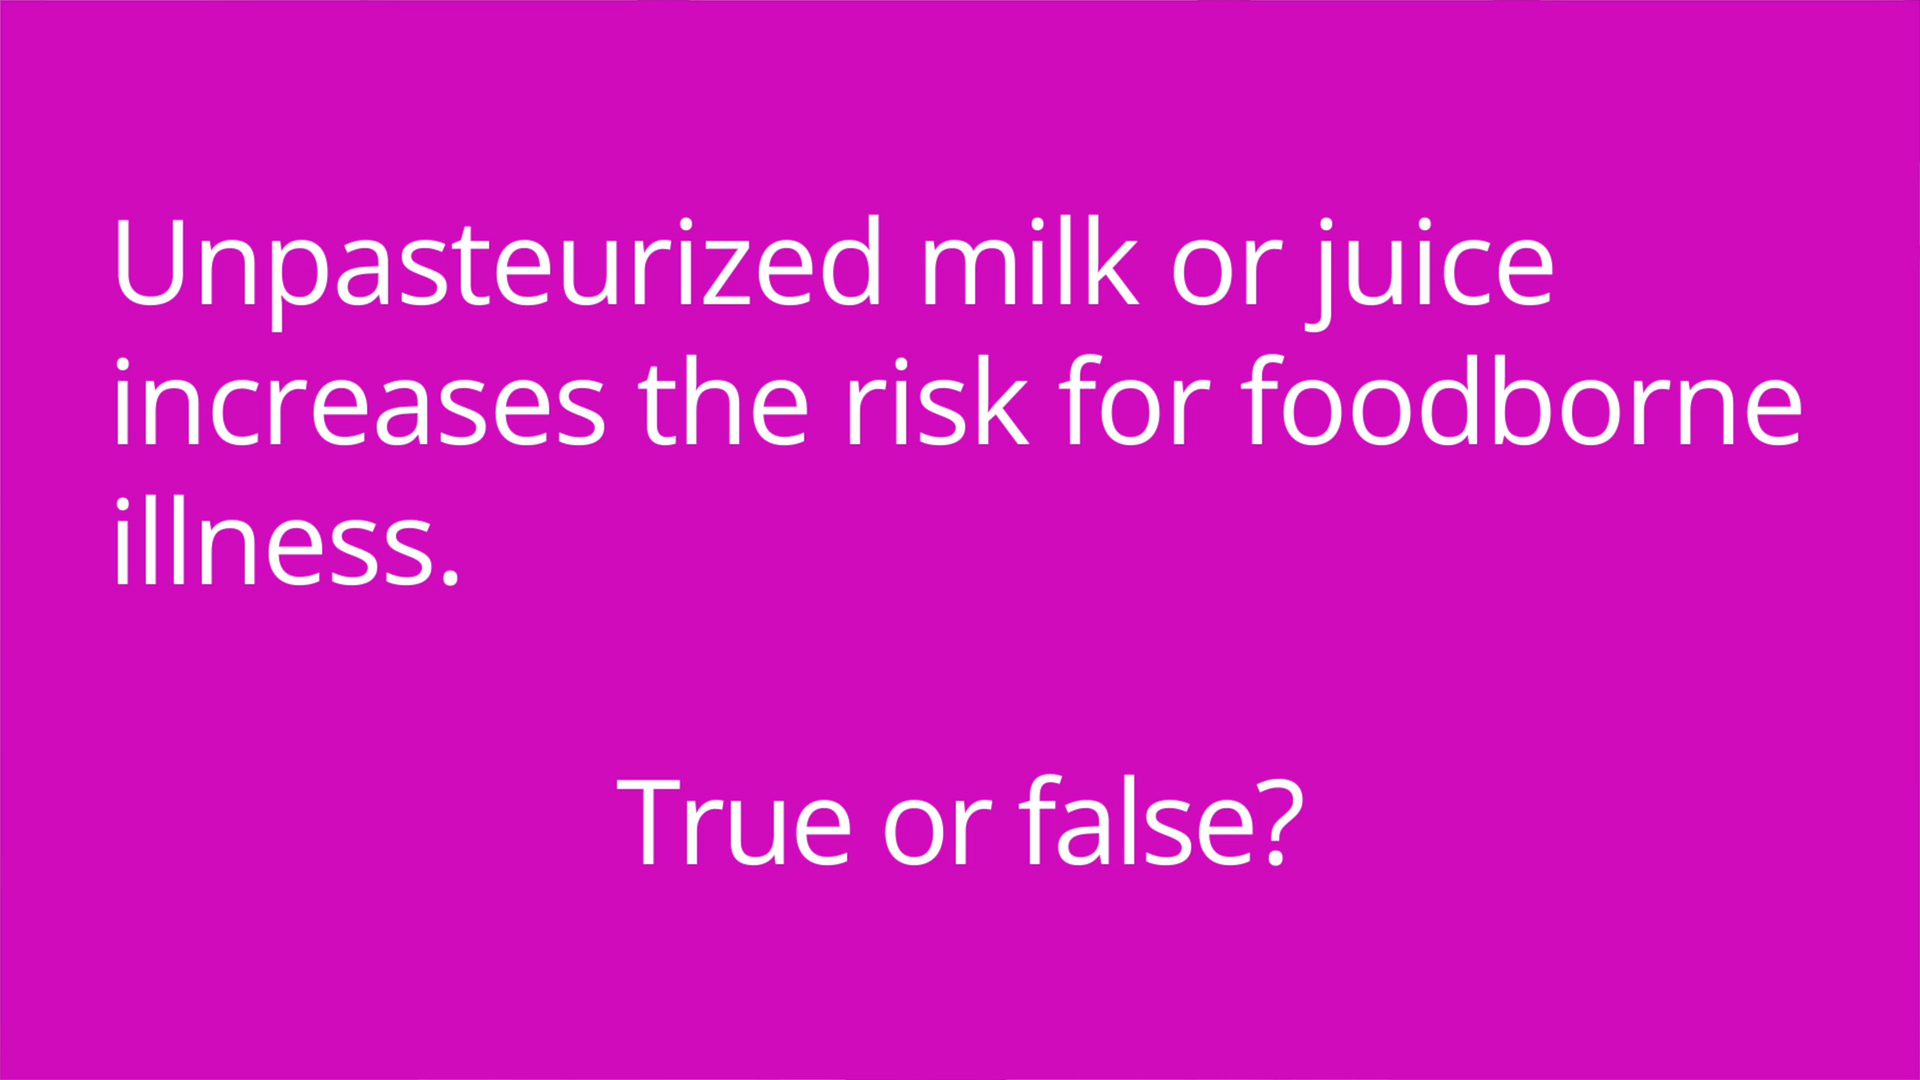 Unpasteurized milk or juice
increases the risk for foodborne
illness.
True or false?